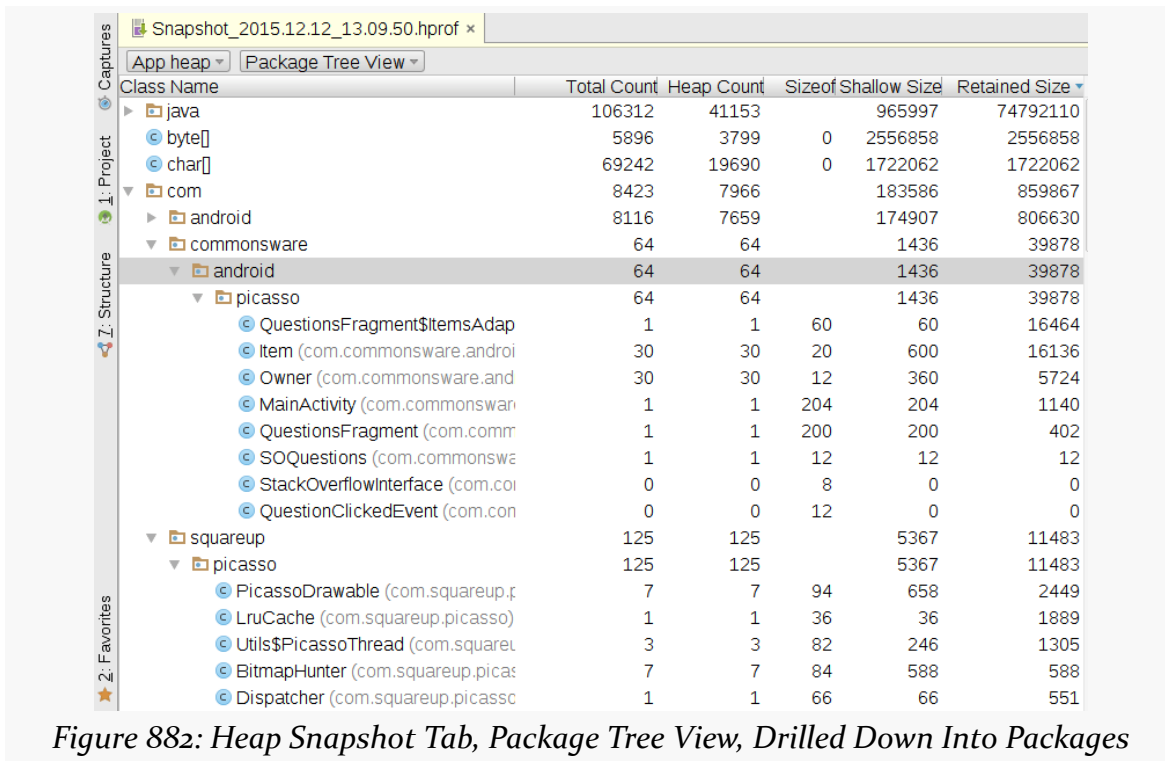 Snapshot_2015.12.12_13.09.50.hprof ×
Captures
App heap Package Tree View
Class Name Total Count Heap Count Sizeof Shallow Size Retained Size
java 106312 41153 965997 74792110
byte[] 5896 3799 0 2556858 2556858
char[] 69242 19690 0 1722062 1722062
1: Project
com 8423 7966 183586 859867
android 8116 7659 174907 806630
commonsware 64 64 1436 39878
android 64 64 1436 39878
picasso 64 64 1436 39878
7: Structure
QuestionsFragment$ItemsAdap 1 1 60 60 16464
Item (com.commonsware.androi 30 30 20 600 16136
Owner (com.commonsware.and 30 30 12 360 5724
MainActivity (com.commonswar 1 1 204 204 1140
QuestionsFragment (com.comm 1 1 200 200 402
SOQuestions (com.commonswa 1 1 12 12 12
StackOverflowInterface (com.co 0 0 8 0 0
QuestionClickedEvent (com.con 0 0 12 0 0
squareup 125 125 5367 11483
picasso 125 125 5367 11483
PicassoDrawable (com.squareup.p 7 7 94 658 2449
LruCache (com.squareup.picasso) 1 1 36 36 1889
Utils$PicassoThread (com.squareu 3 3 82 246 1305
BitmapHunter (com.squareup.picas 7 7 84 588 588
Dispatcher (com.squareup.picasso 1 1 66 66 551
2: Favorites
Figure 882: Heap Snapshot Tab, Package Tree View, Drilled Down Into Packages